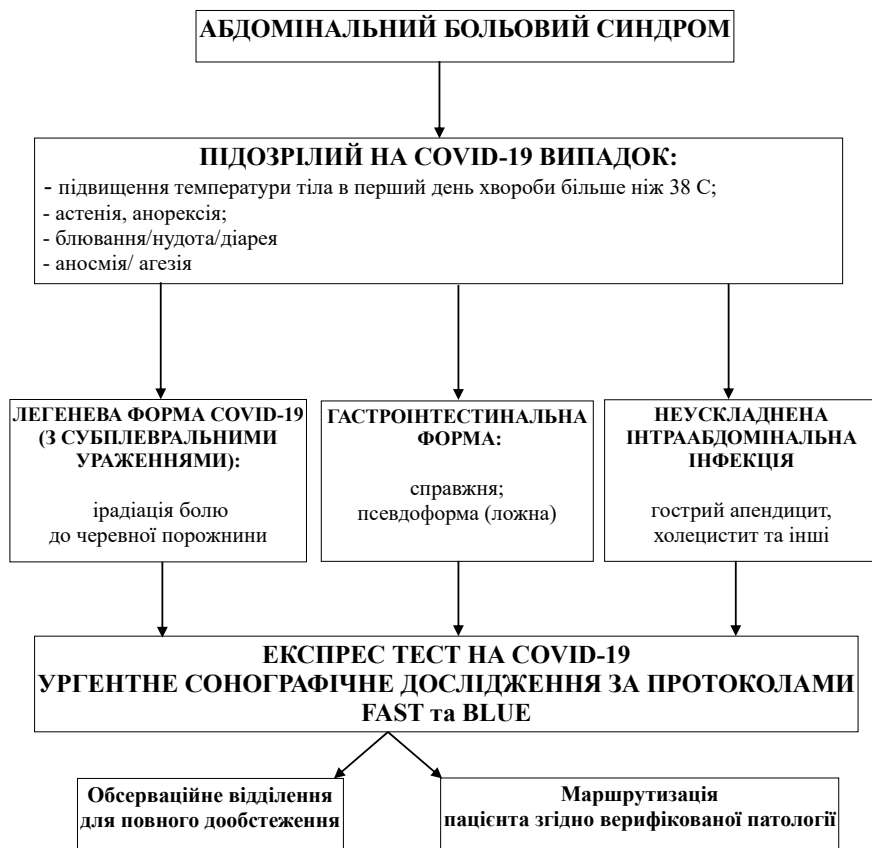 АБДОМІНАЛЬНИЙ БОЛЬОВИЙ СИНДРОМ
ПІДОЗРІЛИЙ НА COVID-19 ВИПАДОК:
- підвищення температури тіла в перший день хвороби більше ніж 38 С;
- астенія, анорексія;
- блювання/нудота/діарея
- аносмія/ агезія
ЛЕГЕНЕВА ФОРМА COVID-19
(З СУБПЛЕВРАЛЬНИМИ
УРАЖЕННЯМИ):
ірадіація болю
до черевної порожнини
ГАСТРОІНТЕСТИНАЛЬНА
ФОРМА:
справжня;
псевдоформа (ложна)
НЕУСКЛАДНЕНА
ІНТРААБДОМІНАЛЬНА
ІНФЕКЦІЯ
гострий апендицит,
холецистит та інші
ЕКСПРЕС ТЕСТ НА COVID-19
УРГЕНТНЕ СОНОГРАФІЧНЕ ДОСЛІДЖЕННЯ ЗА ПРОТОКОЛАМИ
FAST та BLUE
Обсерваційне відділення
для повного дообстеження
Маршрутизація
пацієнта згідно верифікованої патології